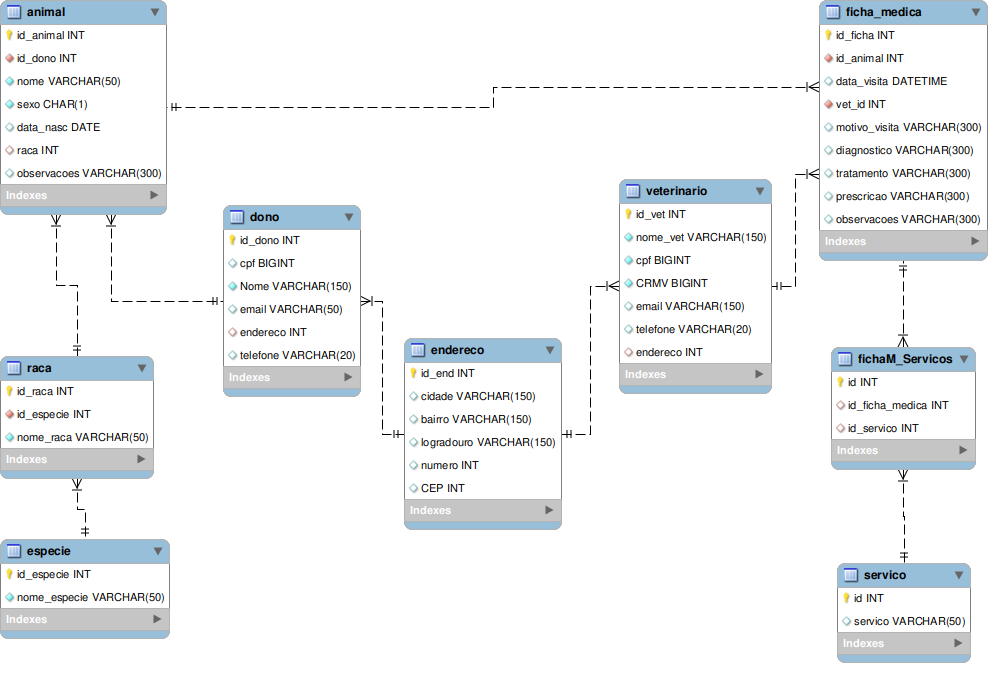 animal
id_animal INT
id_dono INT
nome VARCHAR(50)
sexo CHAR(1)
data_nasc DATE
raca INT
observacoes VARCHAR(300)
Indexes
ficha_medica
id_ficha INT
id_animal INT
data_visita DATETIME
vet_id INT
motivo_visita VARCHAR(300)
diagnostico VARCHAR(300)
tratamento VARCHAR(300)
prescricao VARCHAR(300)
observacoes VARCHAR(300)
Indexes
dono
id_dono INT
cpf BIGINT
Nome VARCHAR(150)
email VARCHAR(50)
endereco INT
telefone VARCHAR(20)
Indexes
veterinario
id_vet INT
nome_vet VARCHAR(150)
cpf BIGINT
CRMV BIGINT
email VARCHAR(150)
telefone VARCHAR(20)
endereco INT
Indexes
endereco
id_end INT
cidade VARCHAR(150)
bairro VARCHAR(150)
logradouro VARCHAR(150)
numero INT
CEP INT
Indexes
raca
id_raca INT
id_especie INT
nome_raca VARCHAR(50)
Indexes
fichaM_Servicos
id INT
id_ficha_medica INT
id_servico INT
Indexes
especie
id_especie INT
nome_especie VARCHAR(50)
Indexes
servico
id INT
servico VARCHAR(50)
Indexes